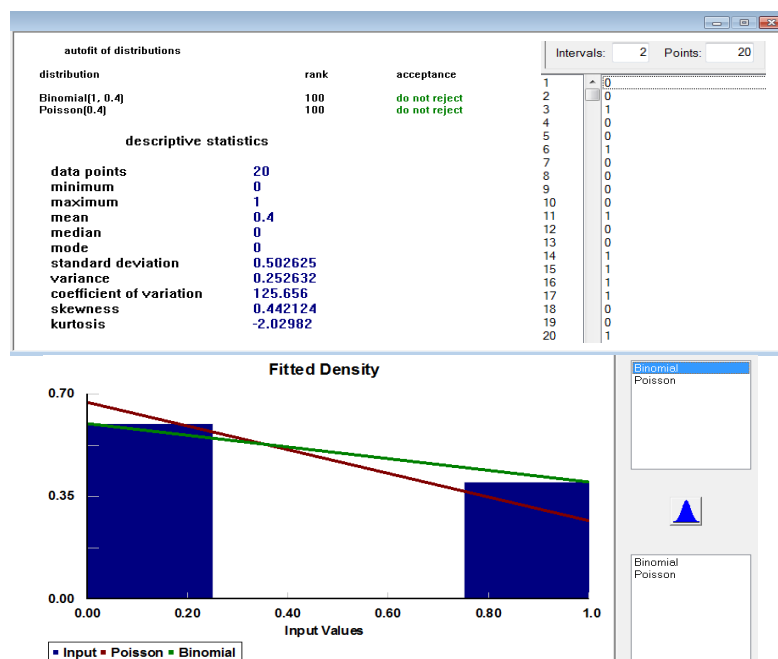 autofit of distributions
distribution rank acceptance
Binomial(1, 0.4) 100 do not reject
Poisson(0.4) 100 do not reject
descriptive statistics
data points 20
minimum 0
maximum 1
mean 0.4
median 0
mode 0
standard deviation 0.502625
variance 0.252632
coefficient of variation 125.656
skewness 0.442124
kurtosis -2.02982
Intervals: 2 Points: 20
1 0
2 0
3 1
4 0
5 0
6 1
7 0
8 0
9 0
10 0
11 1
12 0
13 0
14 1
15 1
16 1
17 1
18 0
19 0
20 1
Fitted Density
0.70
0.35
0.00
0.00 0.20 0.40 0.60 0.80 1.0
Input Values
Input Poisson Binomial
Binomial
Poisson
Binomial
Poisson